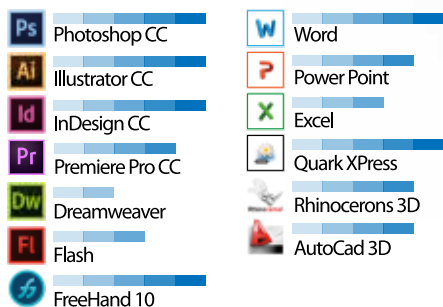 Ps Photoshop CC
Ai Illustrator CC
Id InDesign CC
Pr Premiere Pro CC
Dw Dreamweaver
Fl Flash
FreeHand 10
W Word
P Power Point
X Excel
Quark XPress
Rhinocerons 3D
AutoCad 3D